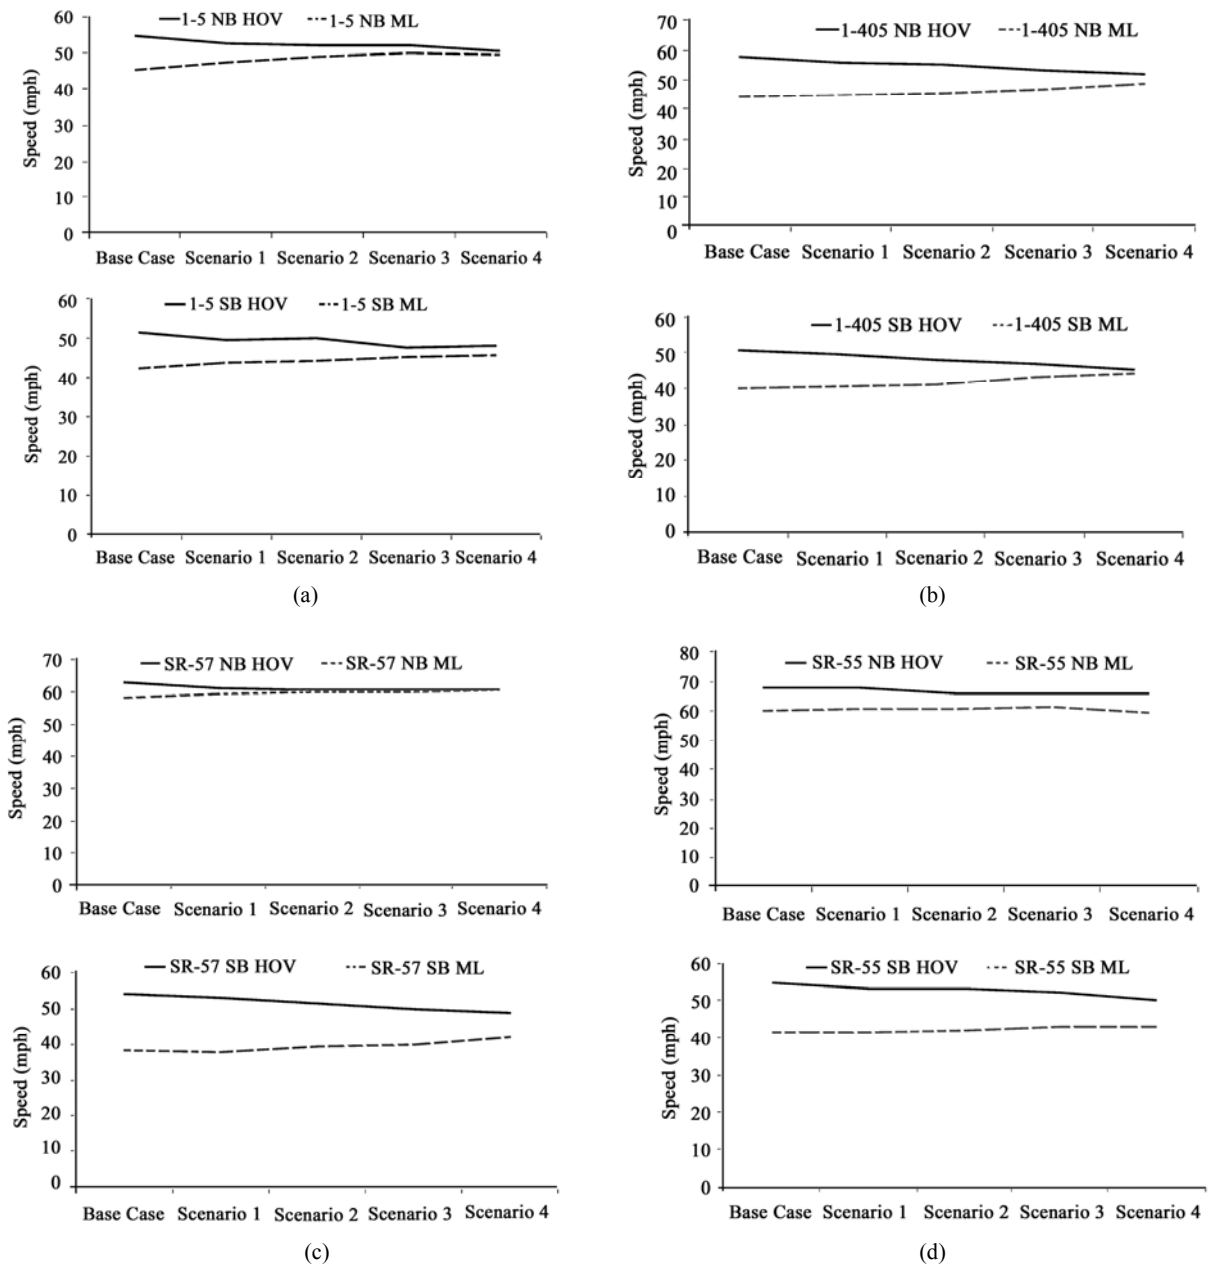 1-5 NB HOV 1-5 NB ML
60
50
40
30
20
10
0
Speed (mph)
Base Case Scenario 1 Scenario 2 Scenario 3 Scenario 4
1-5 SB HOV 1-5 SB ML
60
50
40
30
20
10
0
Speed (mph)
Base Case Scenario 1 Scenario 2 Scenario 3 Scenario 4
(a)
1-405 NB HOV 1-405 NB ML
70
60
50
40
30
20
10
0
Speed (mph)
Base Case Scenario 1 Scenario 2 Scenario 3 Scenario 4
1-405 SB HOV 1-405 SB ML
60
50
40
30
20
10
0
Speed (mph)
Base Case Scenario 1 Scenario 2 Scenario 3 Scenario 4
(b)
SR-57 NB HOV SR-57 NB ML
70
60
50
40
30
20
10
0
Speed (mph)
Base Case Scenario 1 Scenario 2 Scenario 3 Scenario 4
SR-57 SB HOV SR-57 SB ML
60
50
40
30
20
10
0
Speed (mph)
Base Case Scenario 1 Scenario 2 Scenario 3 Scenario 4
(c)
SR-55 NB HOV SR-55 NB ML
80
70
60
50
40
30
20
10
0
Speed (mph)
Base Case Scenario 1 Scenario 2 Scenario 3 Scenario 4
SR-55 SB HOV SR-55 SB ML
60
50
40
30
20
10
0
Speed (mph)
Base Case Scenario 1 Scenario 2 Scenario 3 Scenario 4
(d)